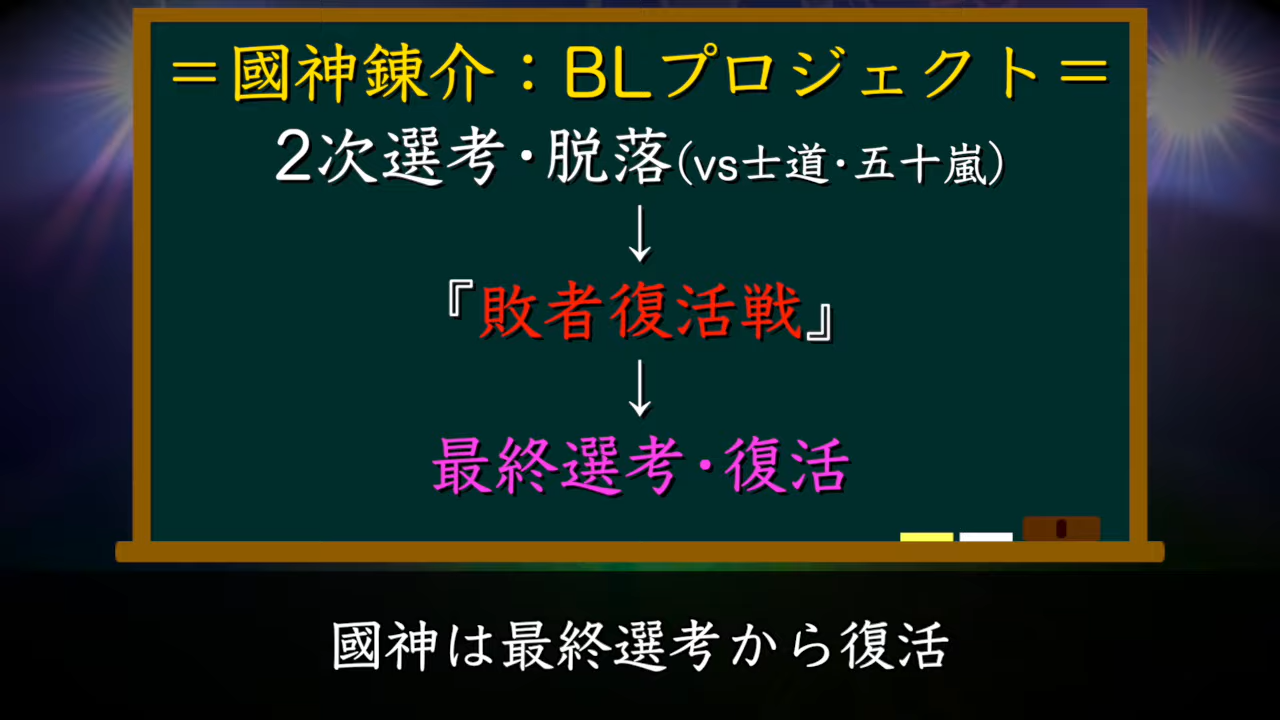 ＝國神錬介：BLプロジェクト＝
2次選考･脱落(vs士道･五十嵐)
↓
『敗者復活戦』
↓
最終選考･復活
國神は最終選考から復活